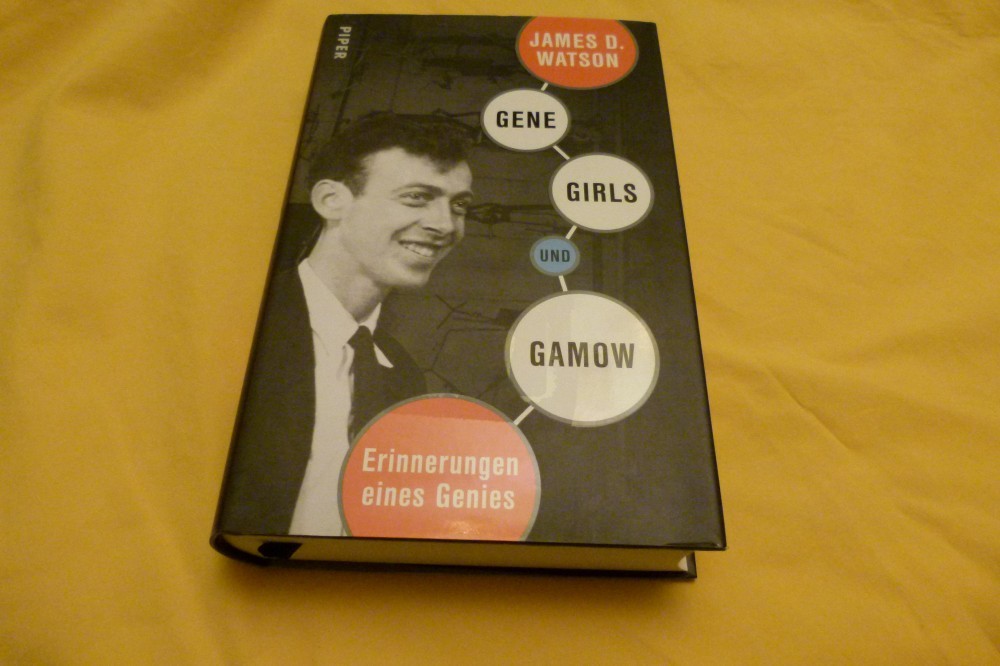 PIPER
JAMES D.
WATSON
GENE
GIRLS
UND
GAMOW
Erinnerungen
eines Genies